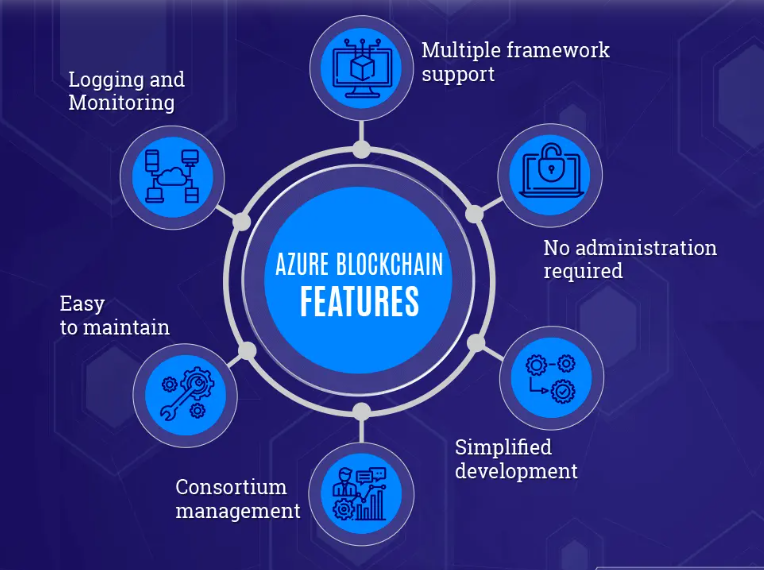 AZURE BLOCKCHAIN
FEATURES
Multiple framework
support
No administration
required
Simplified
development
Consortium
management
Easy
to maintain
Logging and
Monitoring